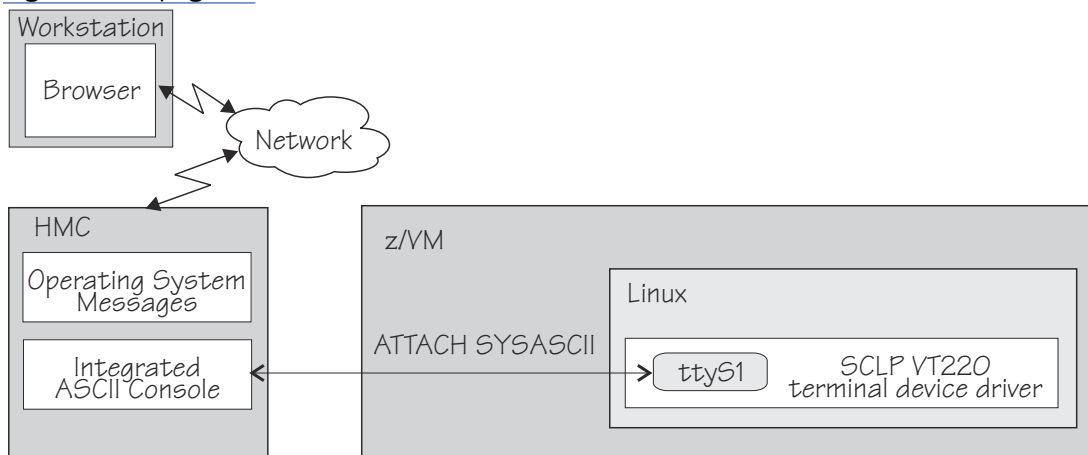 Workstation
Browser
Network
HMC
Operating System
Messages
Integrated
ASCII Console
z/VM
ATTACH SYSASCII
Linux
ttyS1
SCLP VT220
terminal device driver